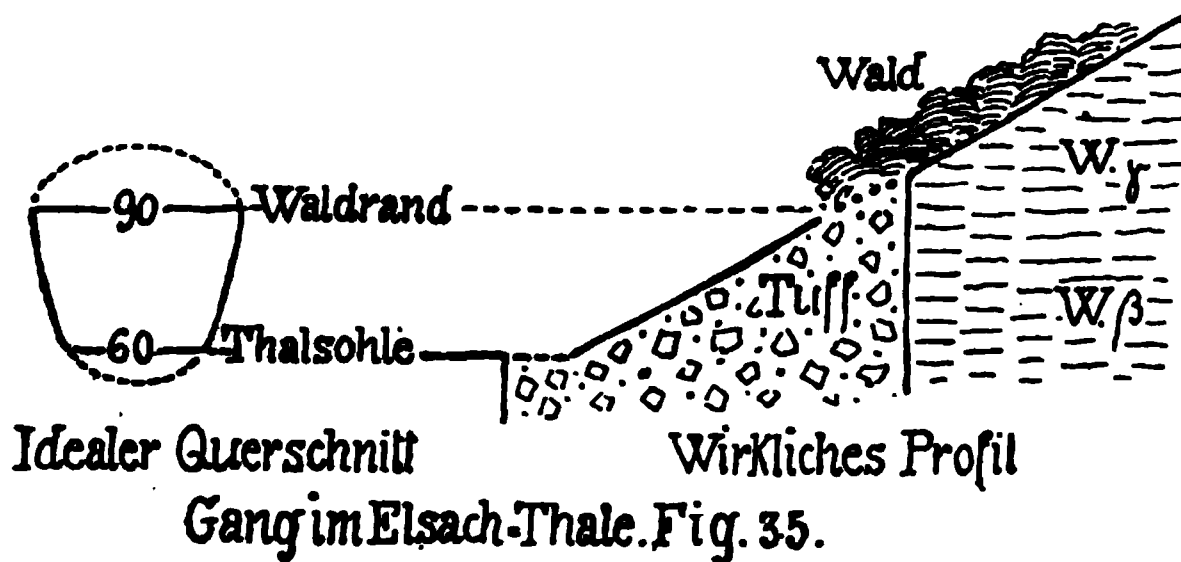 Wald
W. γ
90 Waldrand
Tuff
W. β
60 Thalsohle
Idealer Querschnitt
Wirkliches Profil
Gang im Elsach-Thale. Fig. 35.